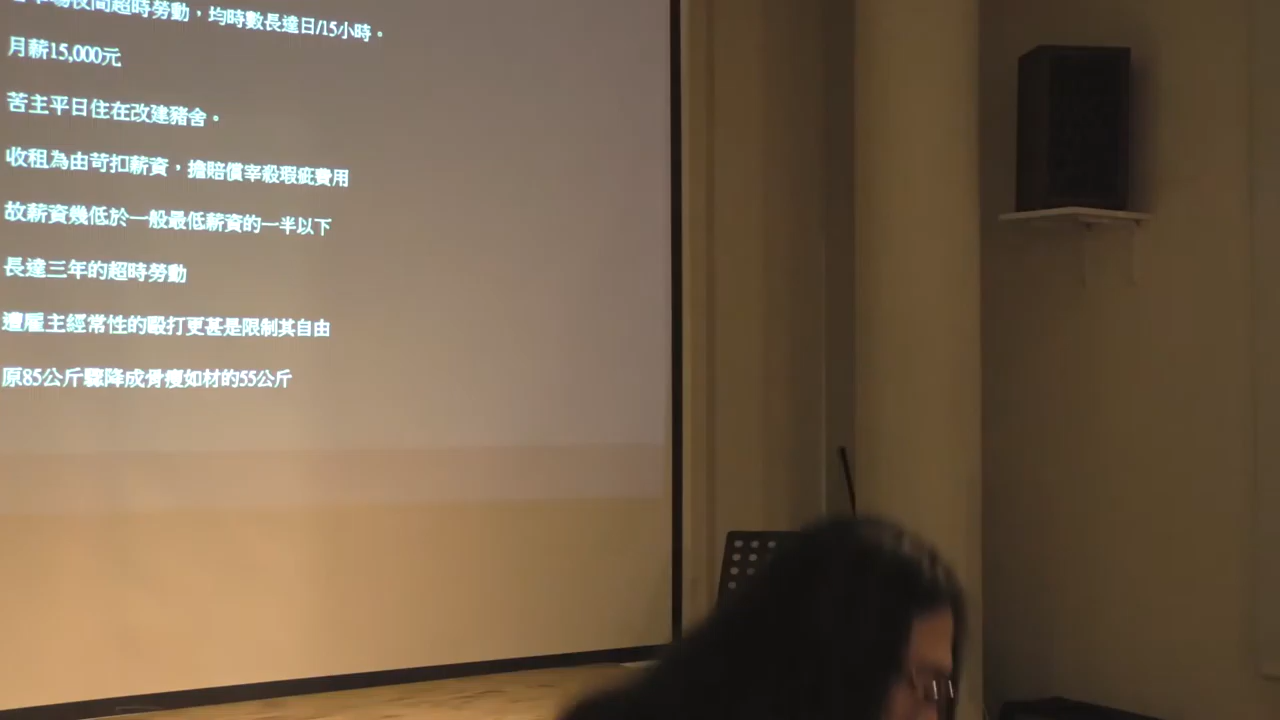 夜間超時勞動，均時數長達日/15小時。
月薪15,000元
苦主平日住在改建豬舍。
收租為由苛扣薪資，擔賠償宰殺瑕疵費用
故薪資幾低於一般最低薪資的一半以下
長達三年的超時勞動
遭雇主經常性的毆打更甚是限制其自由
原85公斤驟降成骨瘦如材的55公斤